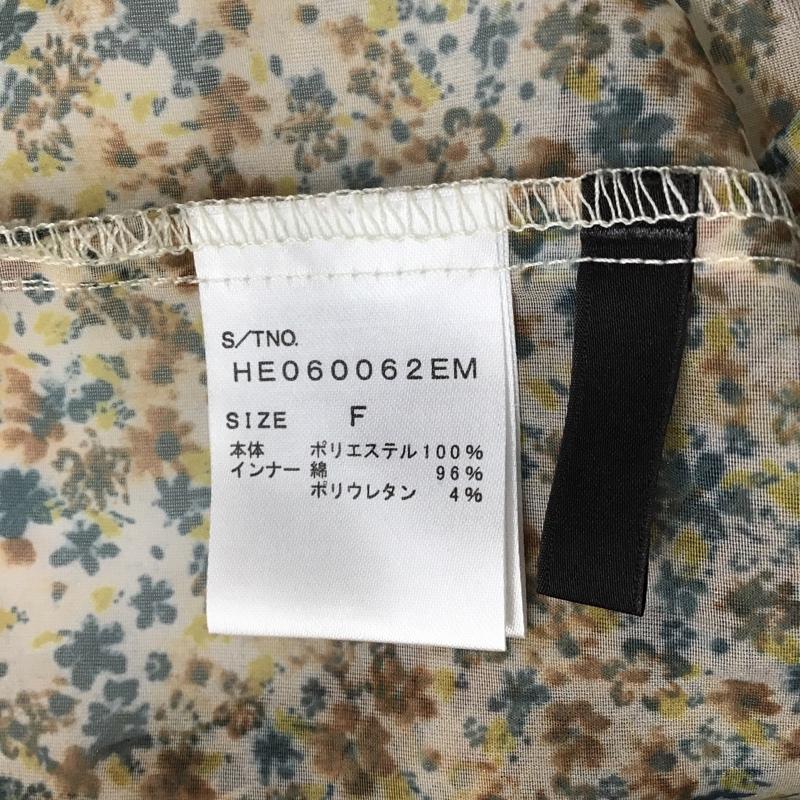 S/TNO.
HE060062EM
SIZE F
本体 ポリエステル100%
インナー 綿 96%
ポリウレタン 4%